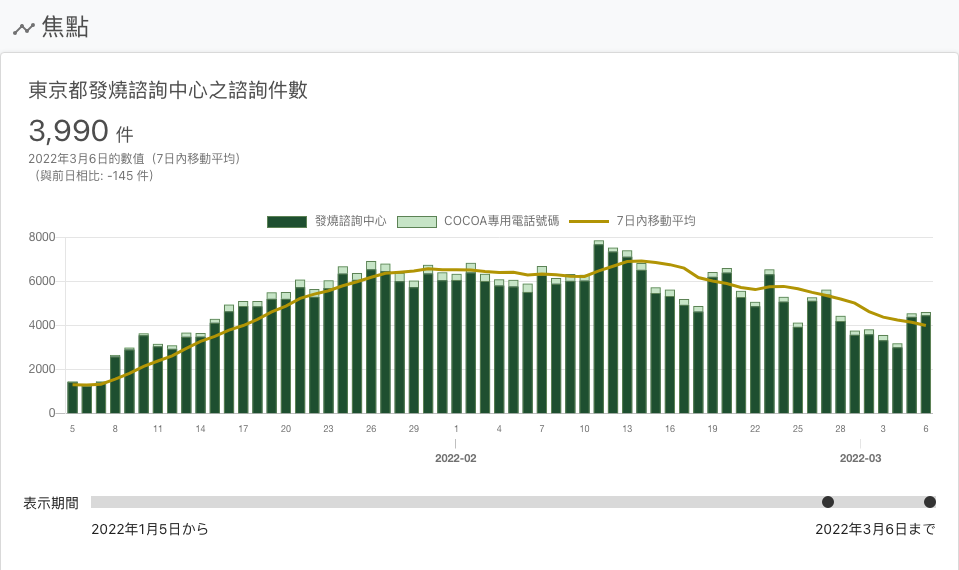 焦點
東京都發燒諮詢中心之諮詢件數
3,990 件
2022年3月6日的數值（7日內移動平均）
（與前日相比: -145 件）
發燒諮詢中心 COCOA專用電話號碼 7日內移動平均
8000
6000
4000
2000
0
5 8 11 14 17 20 23 26 29 1 4 7 10 13 16 19 22 25 28 3 6
2022-02 2022-03
表示期間
2022年1月5日から 2022年3月6日まで